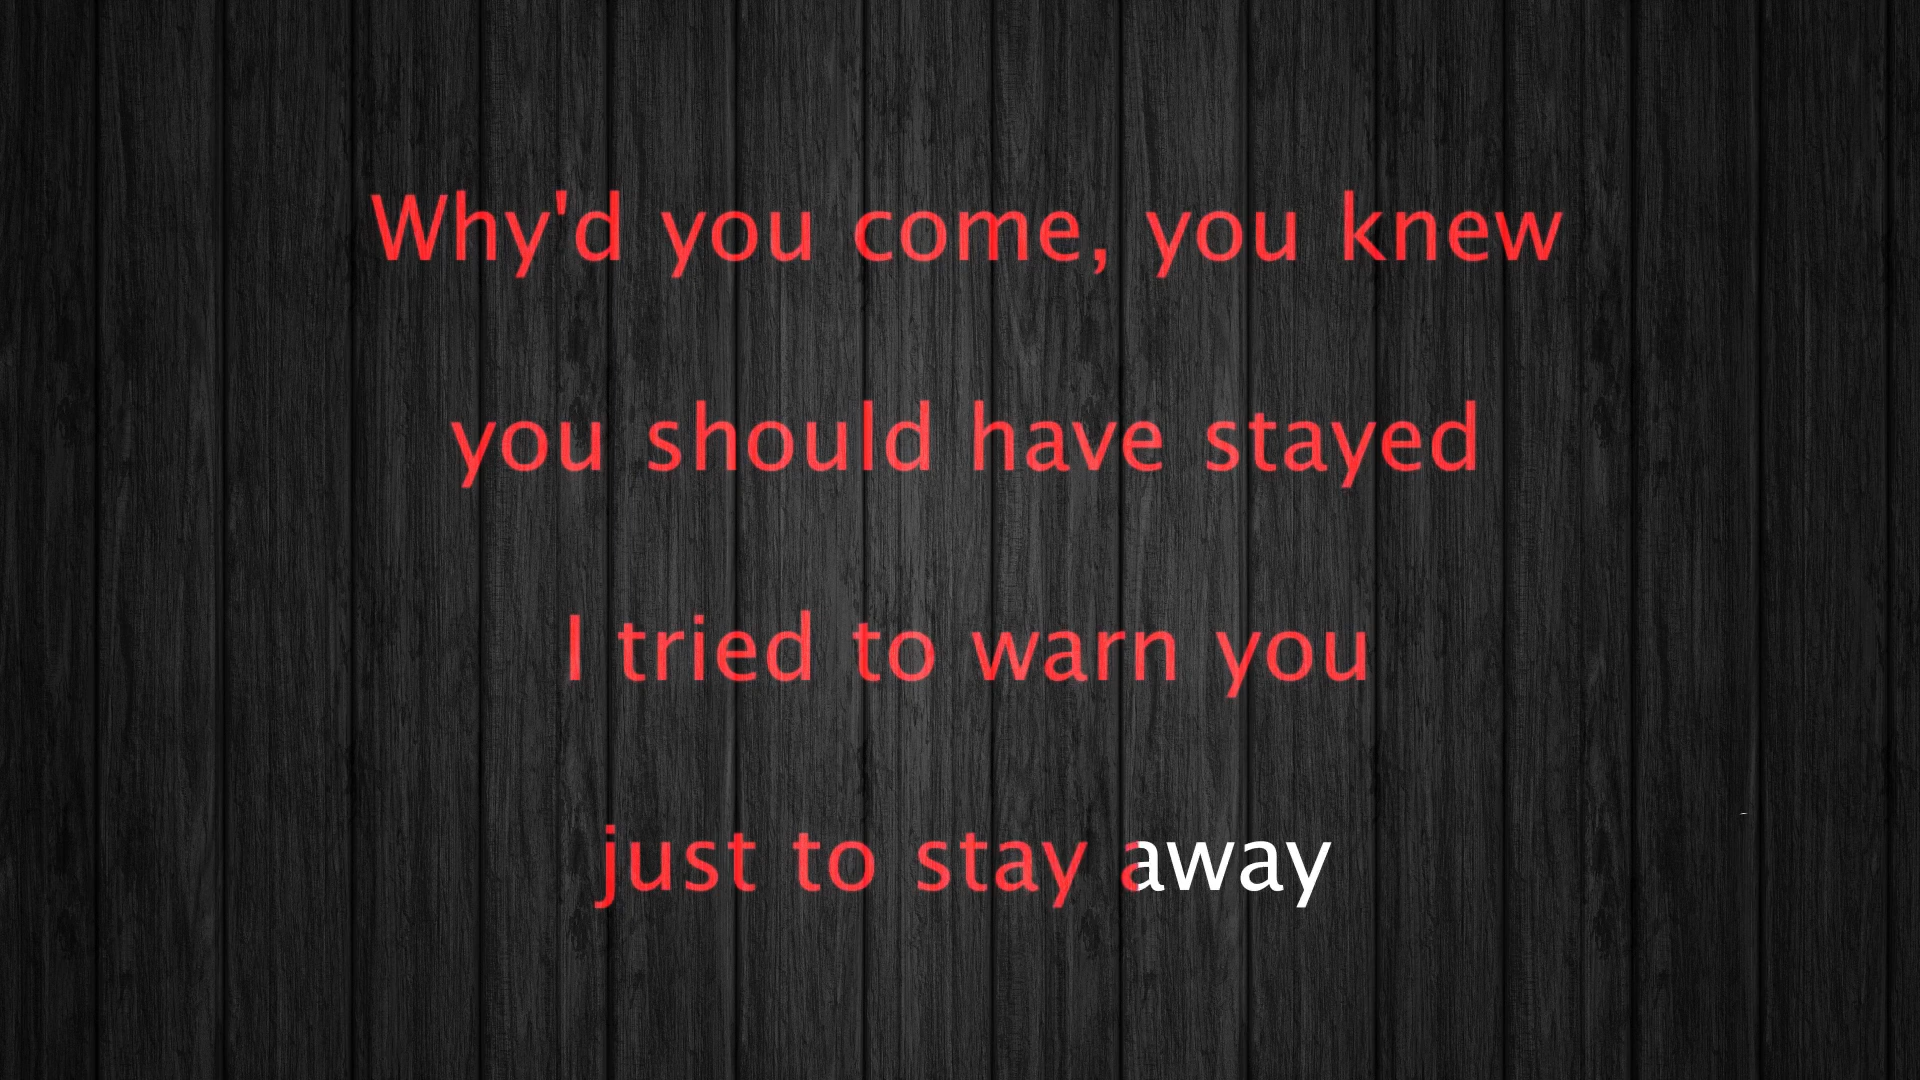 Why'd you come, you knew
you should have stayed
I tried to warn you
just to stay away